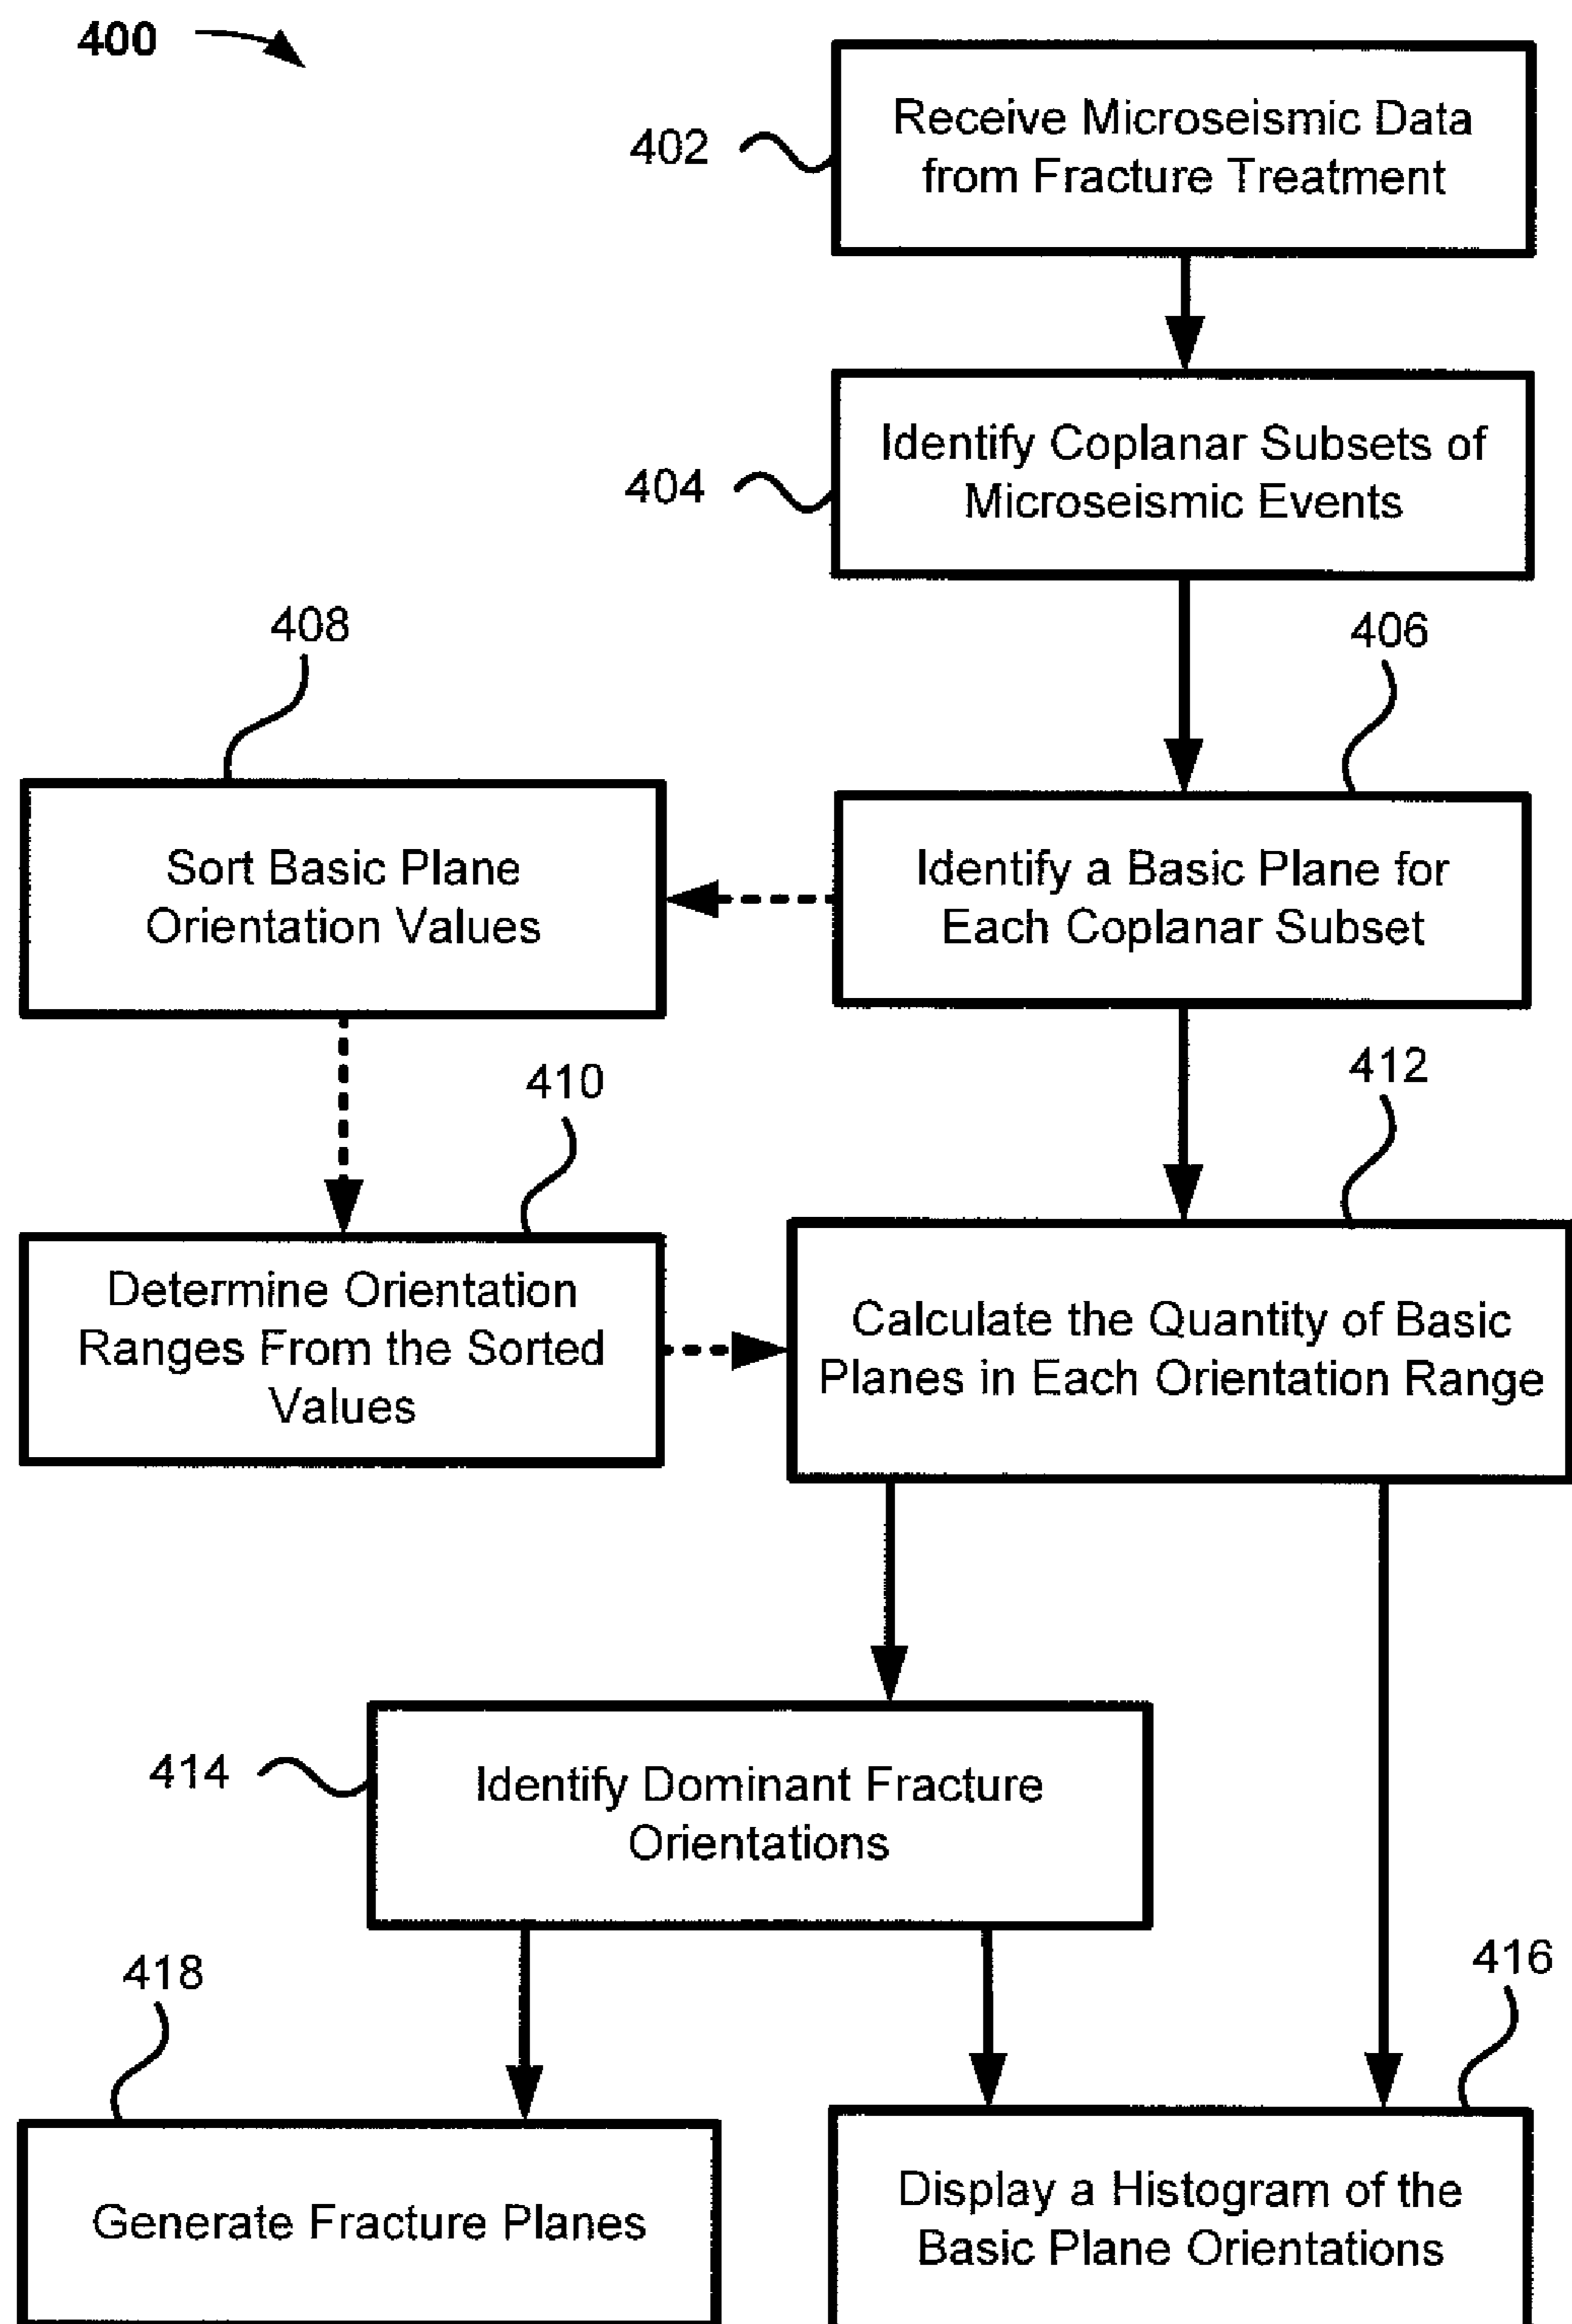 400
402
Receive Microseismic Data
from Fracture Treatment
404
Identify Coplanar Subsets of
Microseismic Events
408
406
Sort Basic Plane
Orientation Values
Identify a Basic Plane for
Each Coplanar Subset
410
412
Determine Orientation
Ranges From the Sorted
Values
Calculate the Quantity of Basic
Planes in Each Orientation Range
414
Identify Dominant Fracture
Orientations
418
416
Generate Fracture Planes
Display a Histogram of the
Basic Plane Orientations